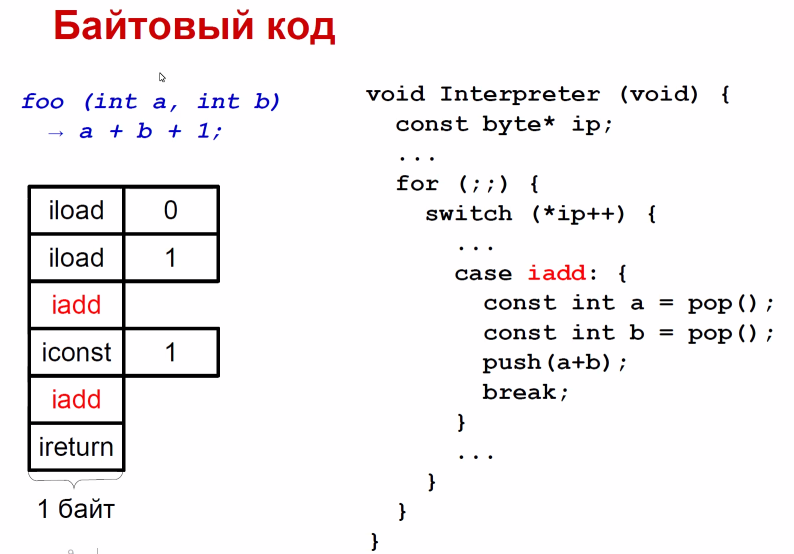 Байтовый код
foo (int a, int b)
→ a + b + 1;
iload 0
iload 1
iadd
iconst 1
iadd
ireturn
1 байт
void Interpreter (void) {
const byte* ip;
...
for (;;) {
switch (*ip++) {
...
case iadd: {
const int a = pop();
const int b = pop();
push(a+b);
break;
}
...
}
}
}